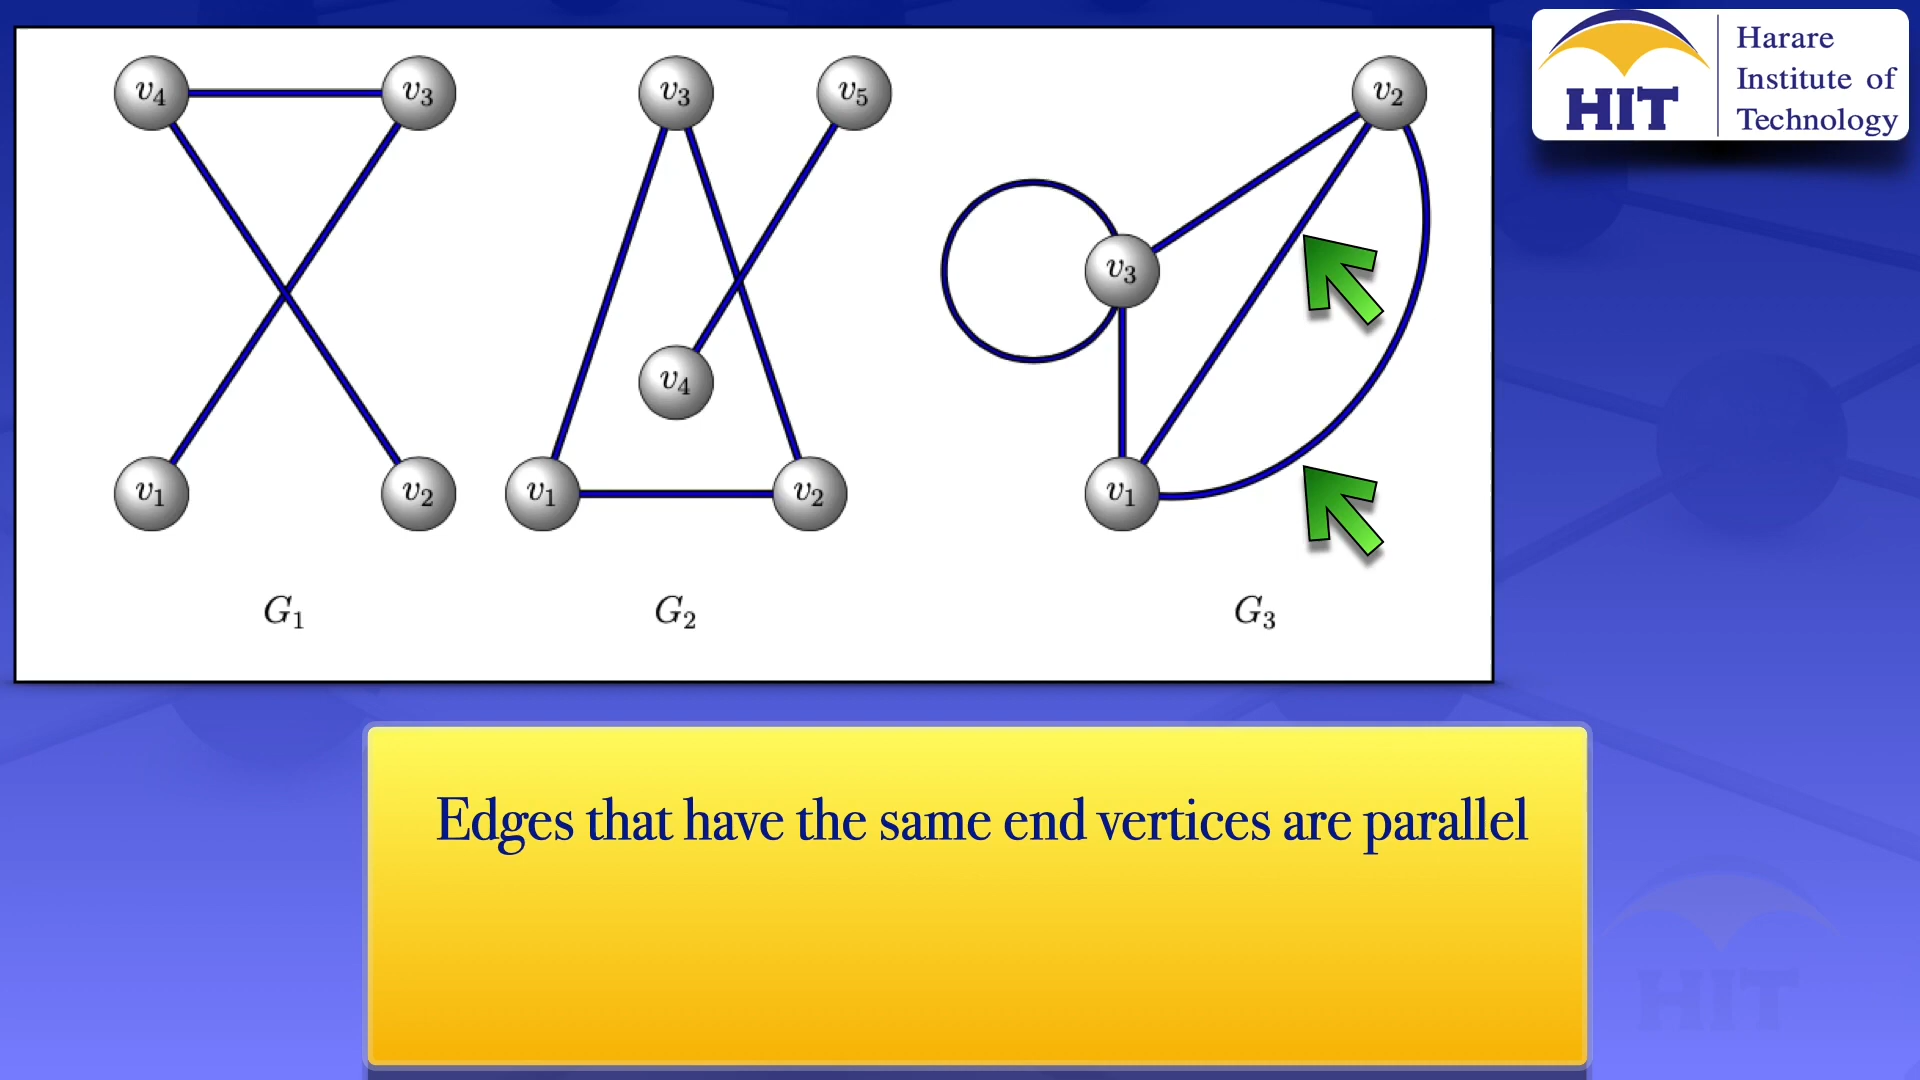 v4 v3 v3 v5 v2
v3
v4
v1 v2 v1 v2 v1
G1 G2 G3
HIT
Harare
Institute of
Technology
Edges that have the same end vertices are parallel
HIT